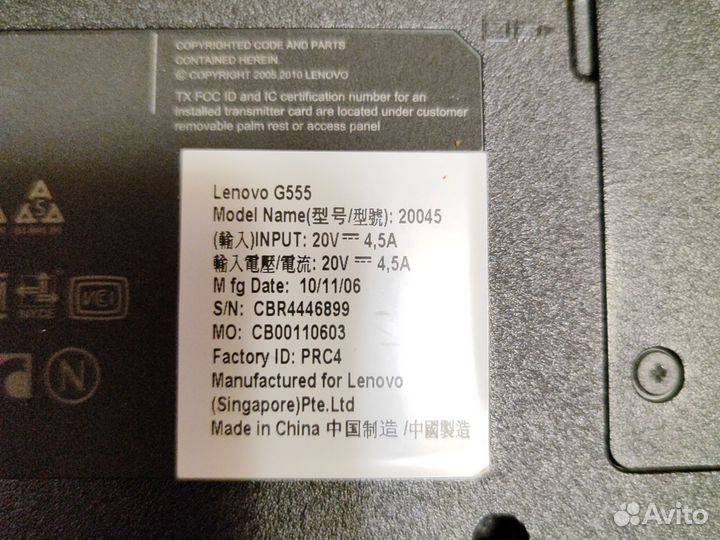 COPYRIGHTED CODE AND PARTS
CONTAINED HEREIN.
© COPYRIGHT 2005,2010 LENOVO
TX FCC ID and IC certification number for an
installed transmitter card are located under customer
removable palm rest or access panel
Lenovo G555
Model Name(型号/型號): 20045
(輸入)INPUT: 20V⎓ 4,5A
輸入電壓/電流: 20V⎓ 4,5A
Mfg Date: 10/11/06
S/N: CBR4446899
MO: CB00110603
Factory ID: PRC4
Manufactured for Lenovo
(Singapore)Pte.Ltd
Made in China 中国制造 /中國製造
NYCE
N
Avito